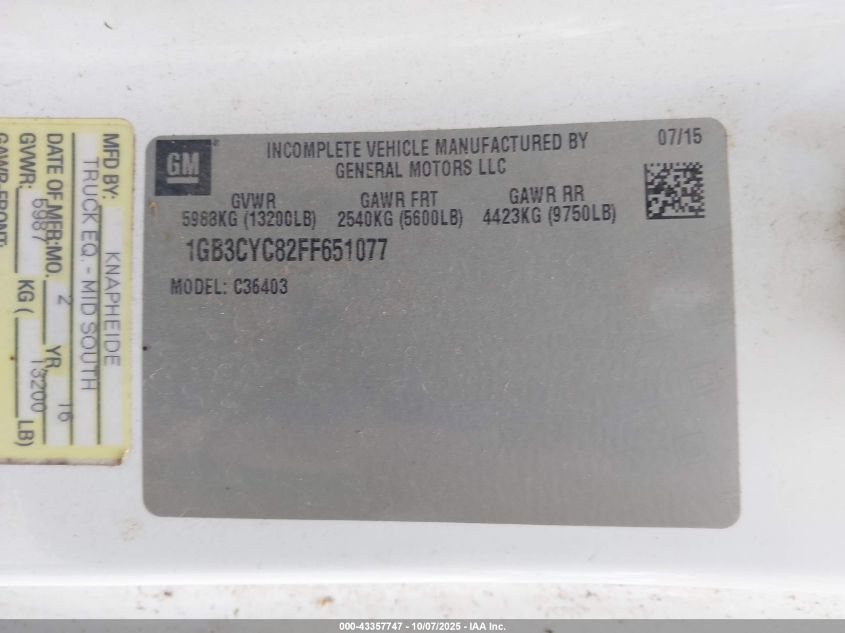 GM
INCOMPLETE VEHICLE MANUFACTURED BY
GENERAL MOTORS LLC
07/15
GVWR
5988KG (13200LB)
GAWR FRT
2540KG (5600LB)
GAWR RR
4423KG (9750LB)
1GB3CYC82FF651077
MODEL: C36403
MFD BY: KNAPHEIDE
TRUCK EQ. - MID SOUTH
DATE OF MFR: MO. 2 YR. 16
GVWR: 5987 KG ( 13200 LB)
GAWR-FRONT:
000-43357747 - 10/07/2025 - IAA Inc.